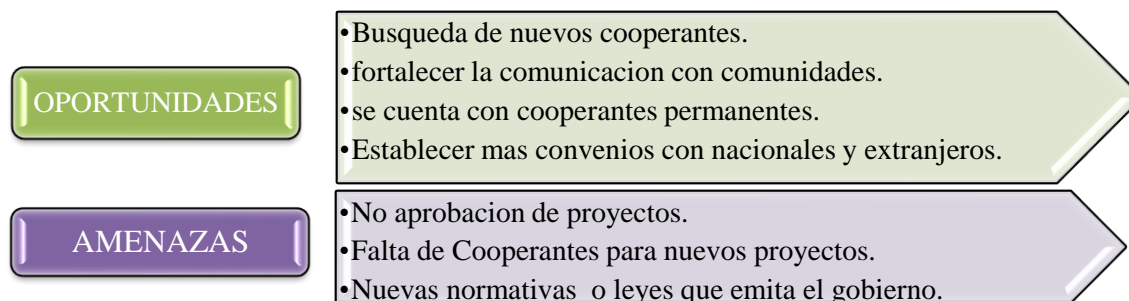 OPORTUNIDADES
•Busqueda de nuevos cooperantes.
•fortalecer la comunicacion con comunidades.
•se cuenta con cooperantes permanentes.
•Establecer mas convenios con nacionales y extranjeros.
AMENAZAS
•No aprobacion de proyectos.
•Falta de Cooperantes para nuevos proyectos.
•Nuevas normativas o leyes que emita el gobierno.